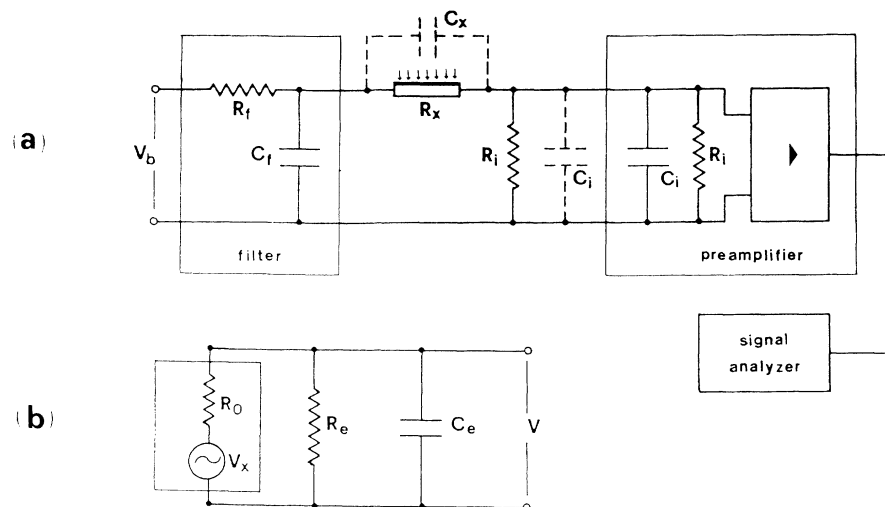 (a)
V_b
R_f
C_f
filter
C_x
R_x
R_i
C_i
C_i
R_i
preamplifier
signal
analyzer
(b)
R_0
V_x
R_e
C_e
V